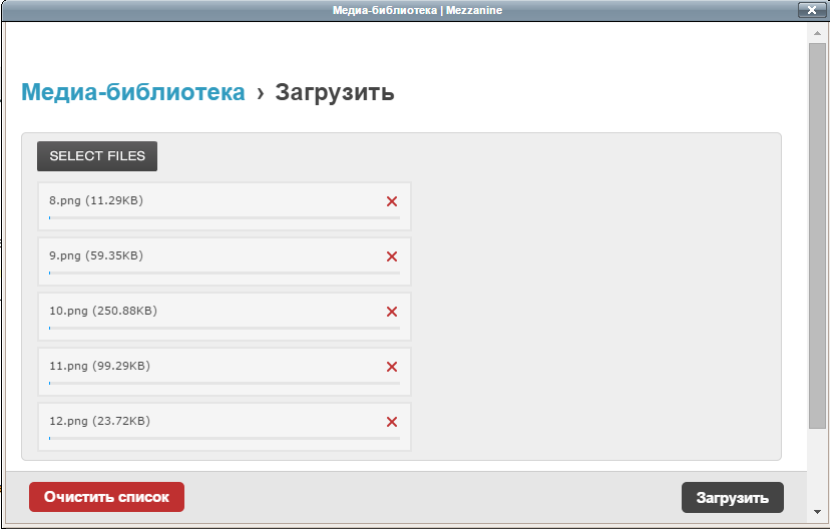 Медиа-библиотека | Mezzanine
Медиа-библиотека › Загрузить
SELECT FILES
8.png (11.29KB)
9.png (59.35KB)
10.png (250.88KB)
11.png (99.29KB)
12.png (23.72KB)
Очистить список
Загрузить